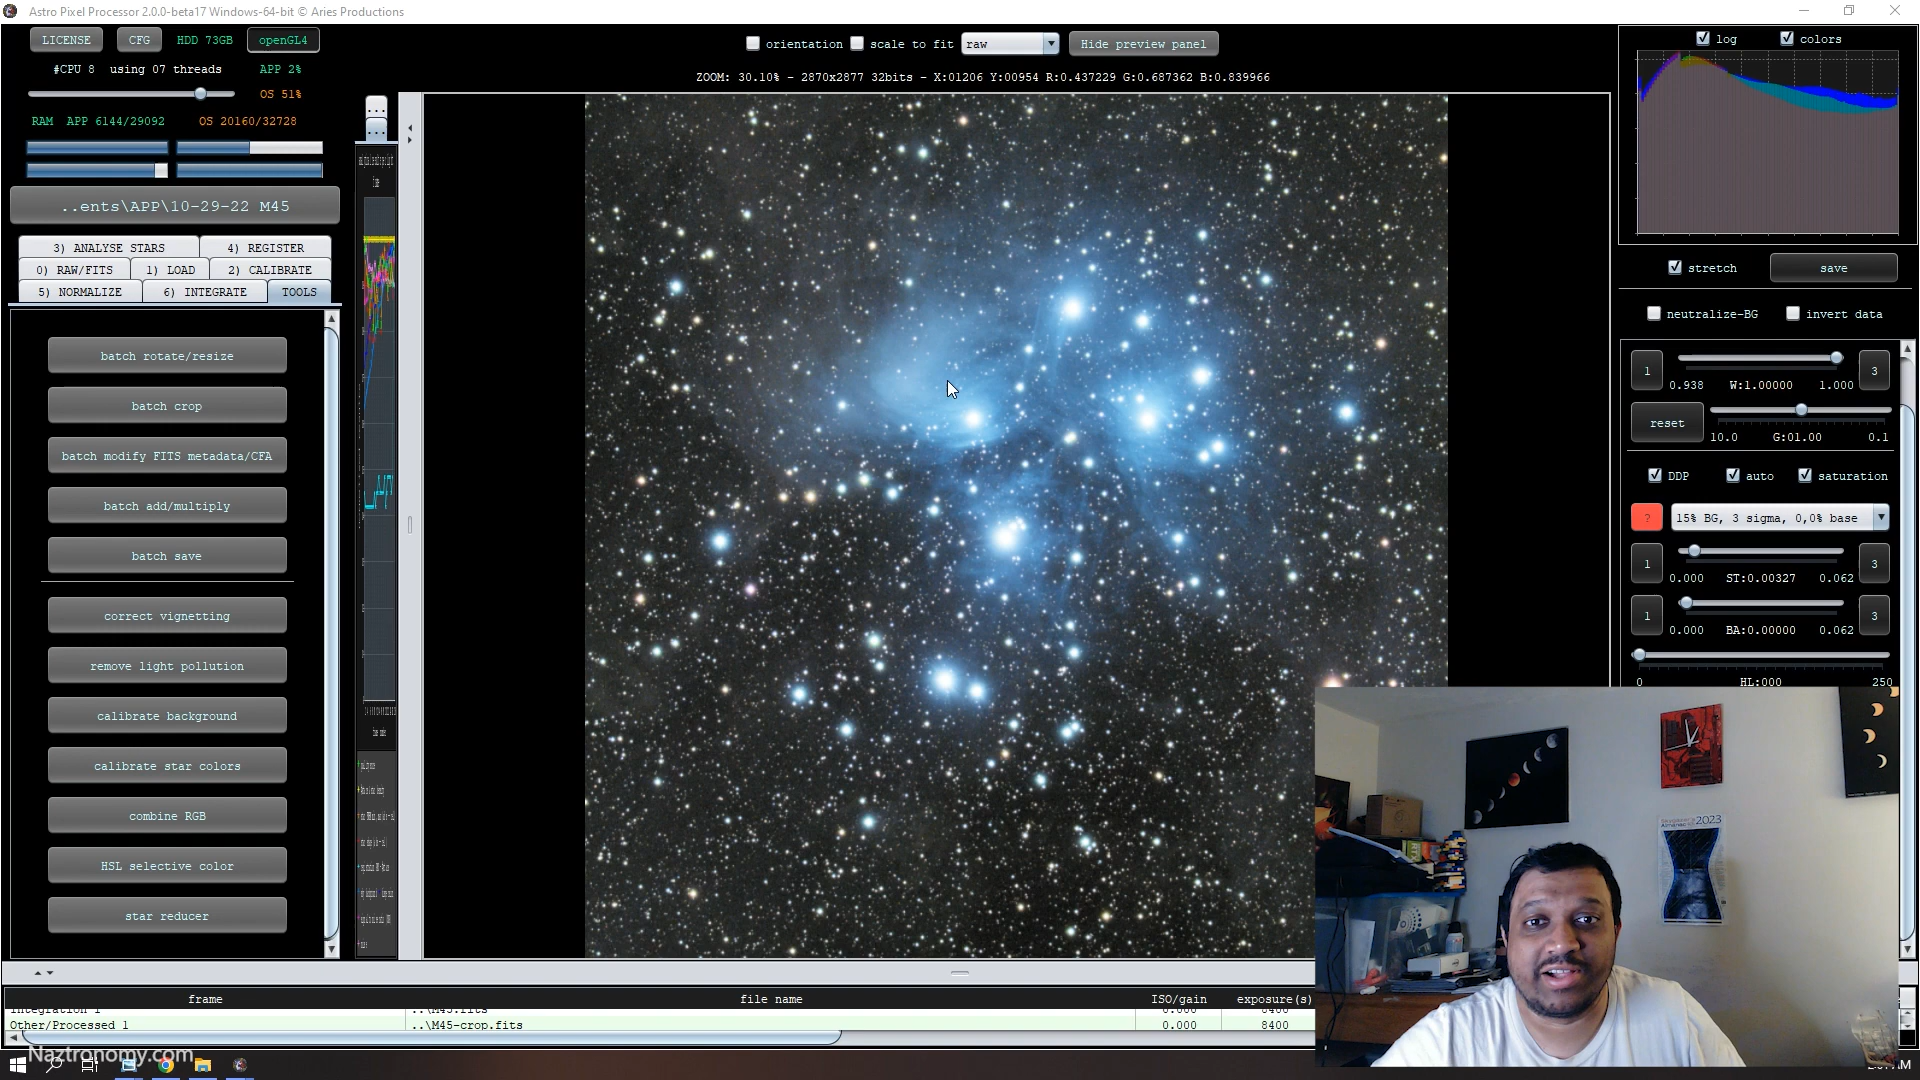 Astro Pixel Processor 2.0.0-beta17 Windows-64-bit © Aries Productions
LICENSE
CFG
HDD 73GB
openGL4
#CPU 8 using 07 threads
APP 2%
OS 51%
RAM APP 6144/29092
OS 20160/32728
..ents\APP\10-29-22 M45
3) ANALYSE STARS
4) REGISTER
0) RAW/FITS
1) LOAD
2) CALIBRATE
5) NORMALIZE
6) INTEGRATE
TOOLS
batch rotate/resize
batch crop
batch modify FITS metadata/CFA
batch add/multiply
batch save
correct vignetting
remove light pollution
calibrate background
calibrate star colors
combine RGB
HSL selective color
star reducer
...
...
orientation
scale to fit
raw
Hide preview panel
ZOOM: 30.10% - 2870x2877 32bits - X:01206 Y:00954 R:0.437229 G:0.687362 B:0.839966
log
colors
stretch
save
neutralize-BG
invert data
1
3
0.938 W:1.00000 1.000
reset
10.0 G:01.00 0.1
DDP
auto
saturation
?
15% BG, 3 sigma, 0,0% base
1
3
0.000 ST:0.00327 0.062
1
3
0.000 BA:0.00000 0.062
0 HL:000 250
2023
frame
file name
ISO/gain
exposure(s)
Integration 1
..\M45.fits
0.000
8400
Other/Processed 1
..\M45-crop.fits
0.000
8400
Naztronomy.com
AM